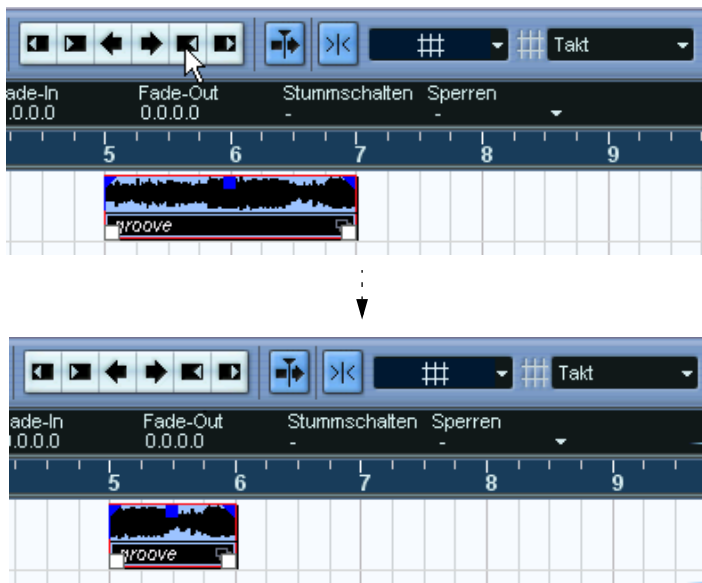 Takt
ade-In Fade-Out Stummschalten Sperren
.0.0.0 0.0.0.0 - -
5 6 7 8 9
groove
Takt
ade-In Fade-Out Stummschalten Sperren
.0.0.0 0.0.0.0 - -
5 6 7 8 9
groove